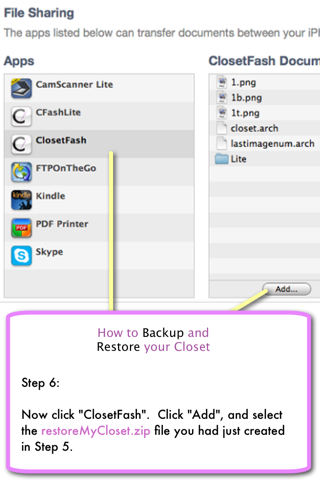 File Sharing
The apps listed below can transfer documents between your iPh
Apps
CamScanner Lite
CFashLite
ClosetFash
FTPOnTheGo
Kindle
PDF Printer
Skype
ClosetFash Docum
1.png
1b.png
1t.png
closet.arch
lastimagenum.arch
Lite
Add...
How to Backup and
Restore your Closet
Step 6:
Now click "ClosetFash".  Click "Add", and select
the restoreMyCloset.zip file you had just created
in Step 5.